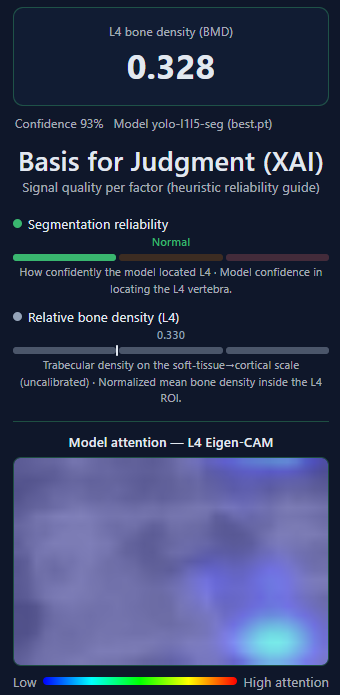 L4 bone density (BMD)
0.328
Confidence 93% Model yolo-l1l5-seg (best.pt)
Basis for Judgment (XAI)
Signal quality per factor (heuristic reliability guide)
Segmentation reliability
Normal
How confidently the model located L4 · Model confidence in
locating the L4 vertebra.
Relative bone density (L4)
0.330
Trabecular density on the soft-tissue→cortical scale
(uncalibrated) · Normalized mean bone density inside the L4
ROI.
Model attention — L4 Eigen-CAM
Low High attention